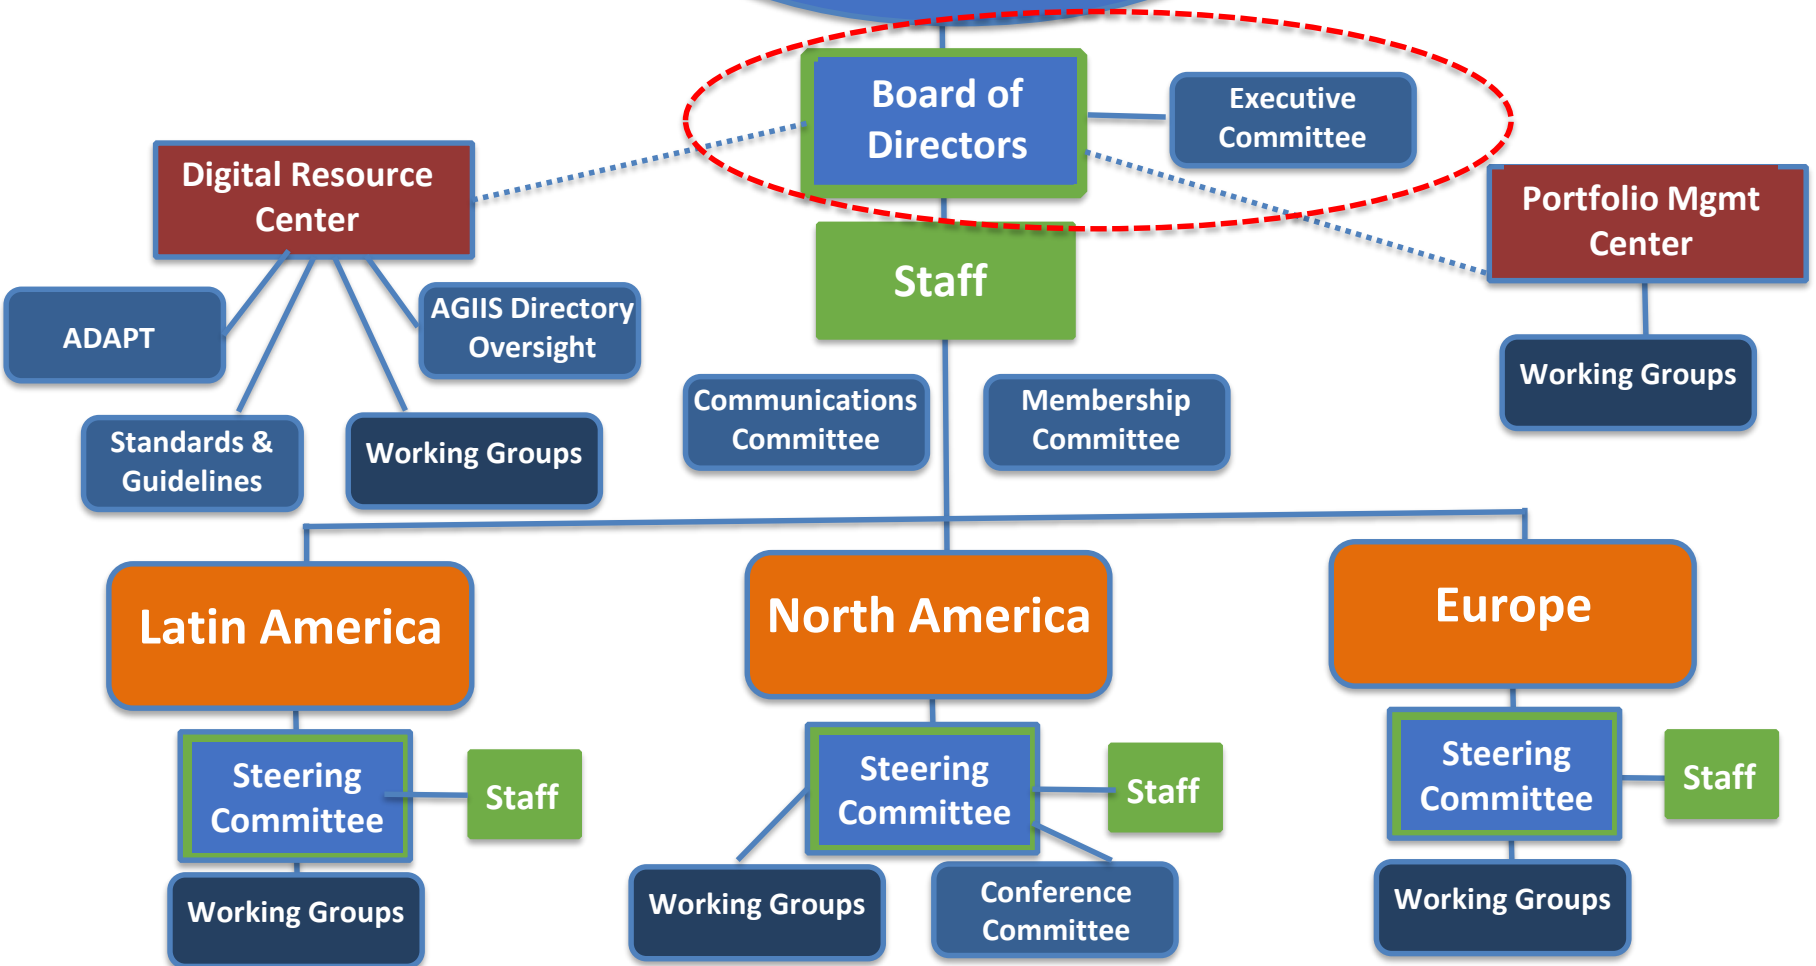 Board of
Directors
Executive
Committee
Digital Resource
Center
Portfolio Mgmt
Center
Staff
ADAPT
AGIIS Directory
Oversight
Working Groups
Communications
Committee
Membership
Committee
Standards &
Guidelines
Working Groups
Latin America
North America
Europe
Steering
Committee
Staff
Steering
Committee
Staff
Steering
Committee
Staff
Working Groups
Working Groups
Conference
Committee
Working Groups